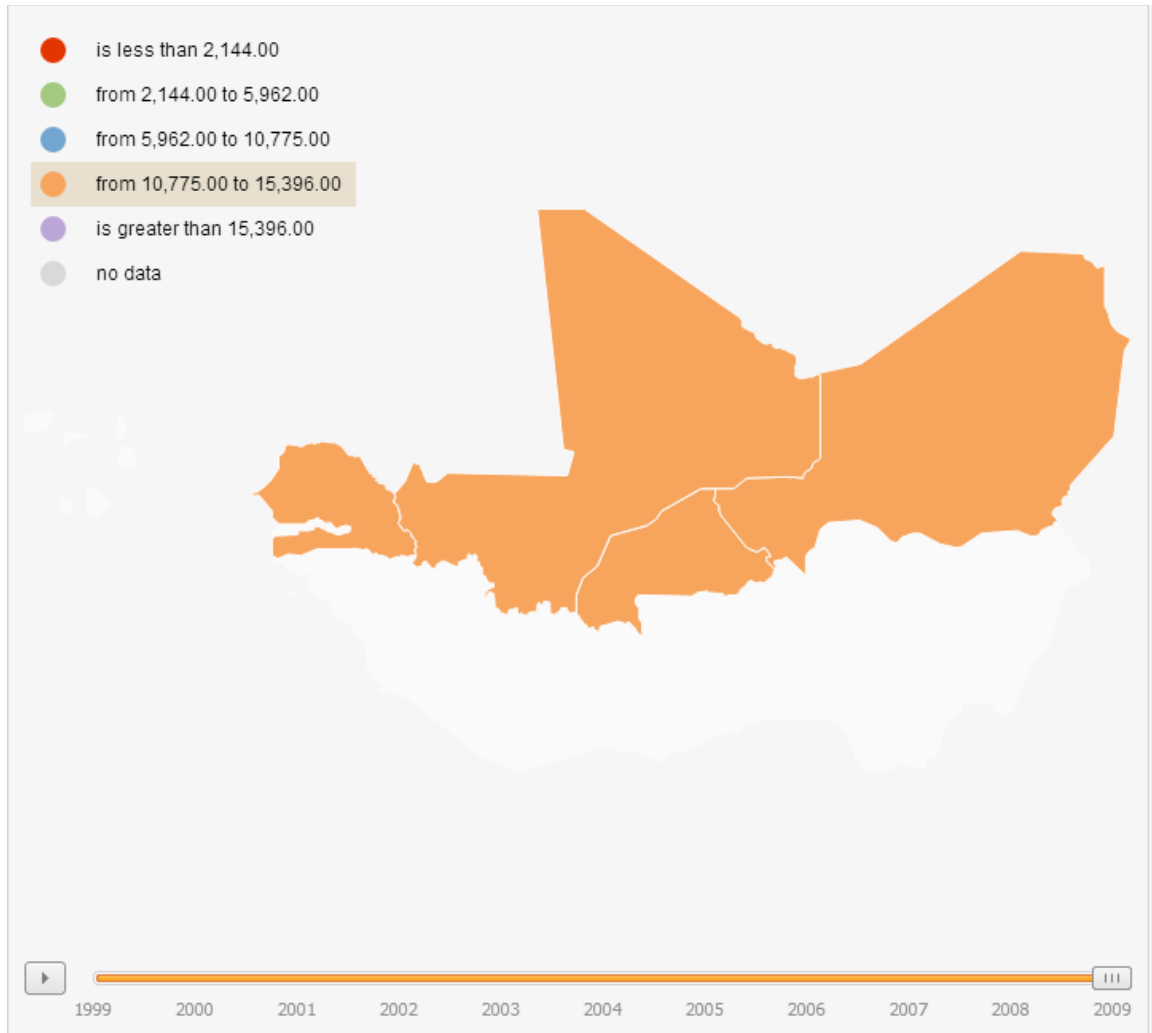 is less than 2,144.00
from 2,144.00 to 5,962.00
from 5,962.00 to 10,775.00
from 10,775.00 to 15,396.00
is greater than 15,396.00
no data
1999 2000 2001 2002 2003 2004 2005 2006 2007 2008 2009